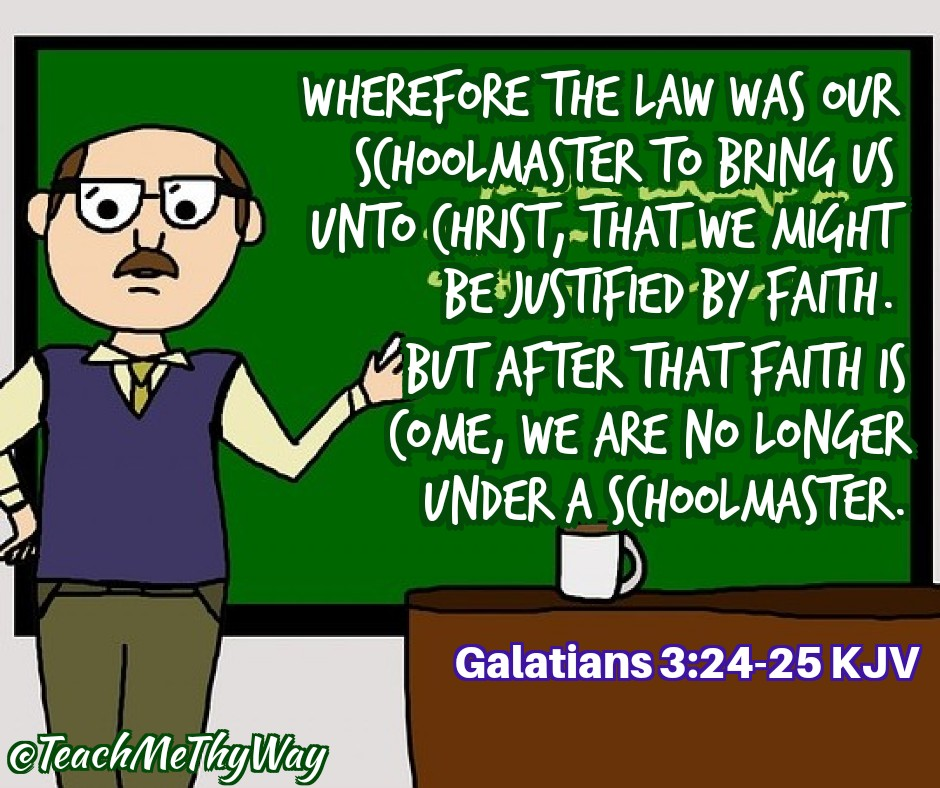 WHEREFORE THE LAW WAS OUR
SCHOOLMASTER TO BRING US
UNTO CHRIST, THAT WE MIGHT
BE JUSTIFIED BY FAITH.
BUT AFTER THAT FAITH IS
COME, WE ARE NO LONGER
UNDER A SCHOOLMASTER.
Galatians 3:24-25 KJV
@TeachMeThyWay